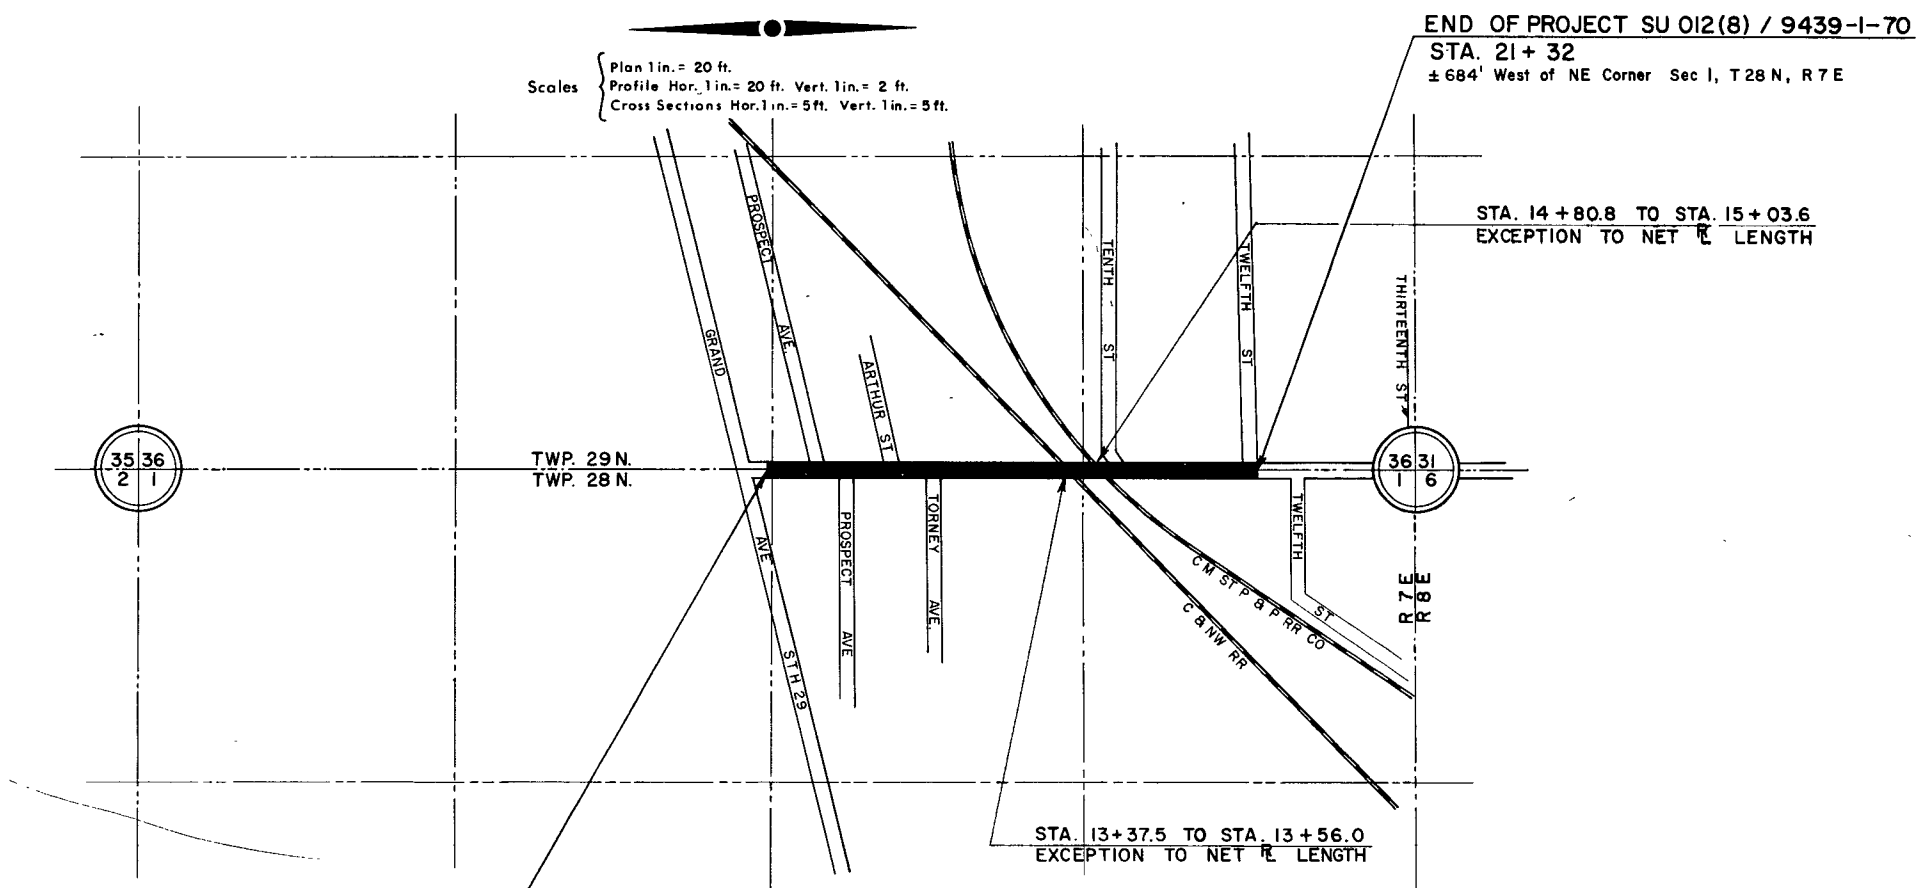 END OF PROJECT SU 012(8) / 9439-1-70
STA. 21+32
± 684' West of NE Corner Sec 1, T 28 N, R 7 E
Scales
Plan 1 in. = 20 ft.
Profile Hor. 1 in. = 20 ft. Vert. 1 in. = 2 ft.
Cross Sections Hor. 1 in. = 5 ft. Vert. 1 in. = 5 ft.
STA. 14+80.8 TO STA. 15+03.6
EXCEPTION TO NET ℞ LENGTH
PROSPECT AVE.
GRAND AVE
STH 29
ARTHUR ST
TENTH ST
TWELFTH ST
THIRTEENTH ST
35 36
2 1
TWP. 29 N.
TWP. 28 N.
36 31
1 6
PROSPECT AVE
TORNEY AVE.
TWELFTH ST
C M ST P & P RR CO
C & NW RR
R 7 E
R 8 E
STA. 13+37.5 TO STA. 13+56.0
EXCEPTION TO NET ℞ LENGTH